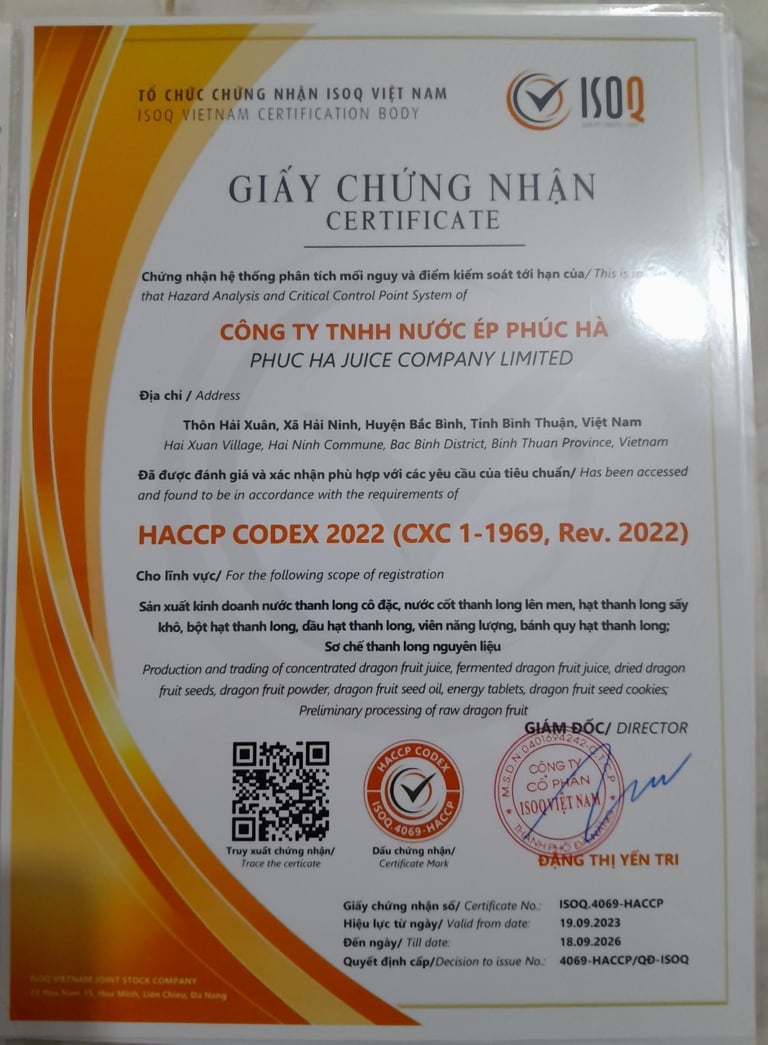 TỔ CHỨC CHỨNG NHẬN ISOQ VIỆT NAM
ISOQ VIETNAM CERTIFICATION BODY
ISOQ
GIẤY CHỨNG NHẬN
CERTIFICATE
Chứng nhận hệ thống phân tích mối nguy và điểm kiểm soát tới hạn của/ This is
that Hazard Analysis and Critical Control Point System of
CÔNG TY TNHH NƯỚC ÉP PHÚC HÀ
PHUC HA JUICE COMPANY LIMITED
Địa chỉ / Address
Thôn Hải Xuân, Xã Hải Ninh, Huyện Bắc Bình, Tỉnh Bình Thuận, Việt Nam
Hai Xuan Village, Hai Ninh Commune, Bac Binh District, Binh Thuan Province, Vietnam
Đã được đánh giá và xác nhận phù hợp với các yêu cầu của tiêu chuẩn/ Has been accessed
and found to be in accordance with the requirements of
HACCP CODEX 2022 (CXC 1-1969, Rev. 2022)
Cho lĩnh vực/ For the following scope of registration
Sản xuất kinh doanh nước thanh long cô đặc, nước cốt thanh long lên men, hạt thanh long sấy
khô, bột hạt thanh long, dầu hạt thanh long, viên năng lượng, bánh quy hạt thanh long;
Sơ chế thanh long nguyên liệu
Production and trading of concentrated dragon fruit juice, fermented dragon fruit juice, dried dragon
fruit seeds, dragon fruit powder, dragon fruit seed oil, energy tablets, dragon fruit seed cookies;
Preliminary processing of raw dragon fruit
GIÁM ĐỐC/ DIRECTOR
HACCP CODEX
ISOQ.4069-HACCP
M.S.D.N:0401694242-C.T.C.P
CÔNG TY
CỔ PHẦN
ISOQ VIỆT NAM
THÀNH PHỐ ĐÀ NẴNG
Truy xuất chứng nhận/
Trace the certicate
Dấu chứng nhận/
Certificate Mark
ĐẶNG THỊ YẾN TRI
Giấy chứng nhận số/ Certificate No.: ISOQ.4069-HACCP
Hiệu lực từ ngày/ Valid from date: 19.09.2023
Đến ngày/ Till date: 18.09.2026
Quyết định cấp/Decision to issue No.: 4069-HACCP/QĐ-ISOQ
ISOQ VIETNAM JOINT STOCK COMPANY
Hoa Nam 15, Hoa Minh, Lien Chieu, Da Nang